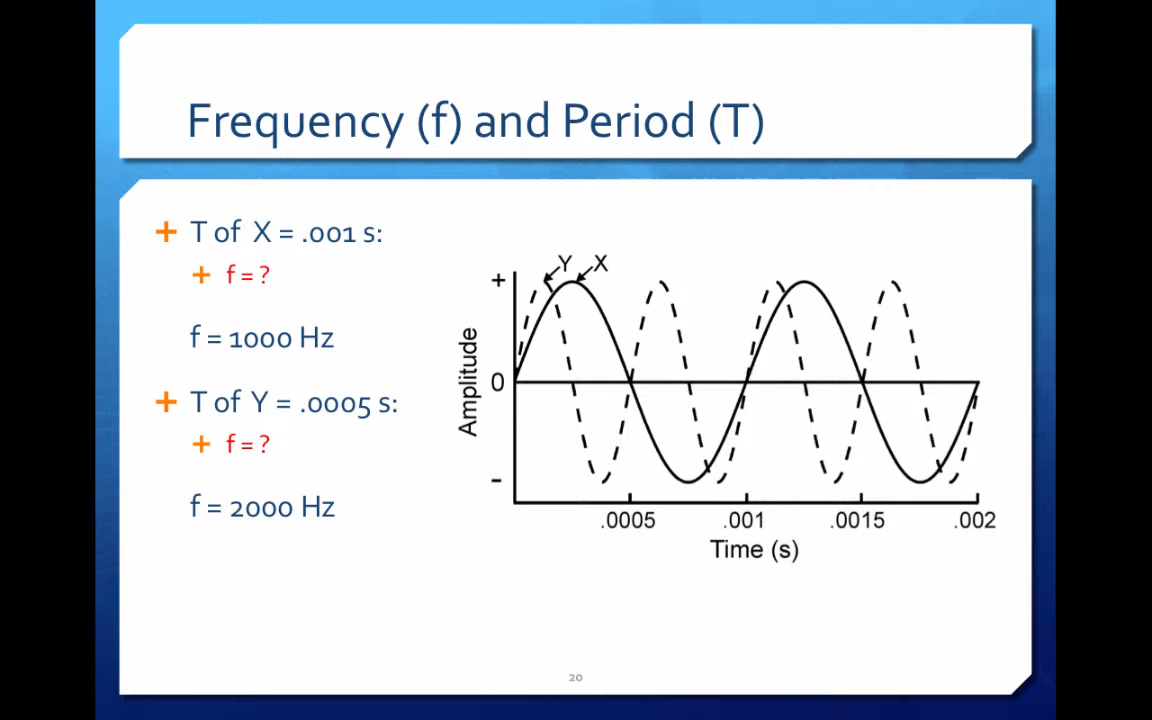 Frequency (f) and Period (T)
T of X = .001 s:
f = ?
f = 1000 Hz
T of Y = .0005 s:
f = ?
f = 2000 Hz
Y X
+
Amplitude
0
-
.0005 .001 .0015 .002
Time (s)
20